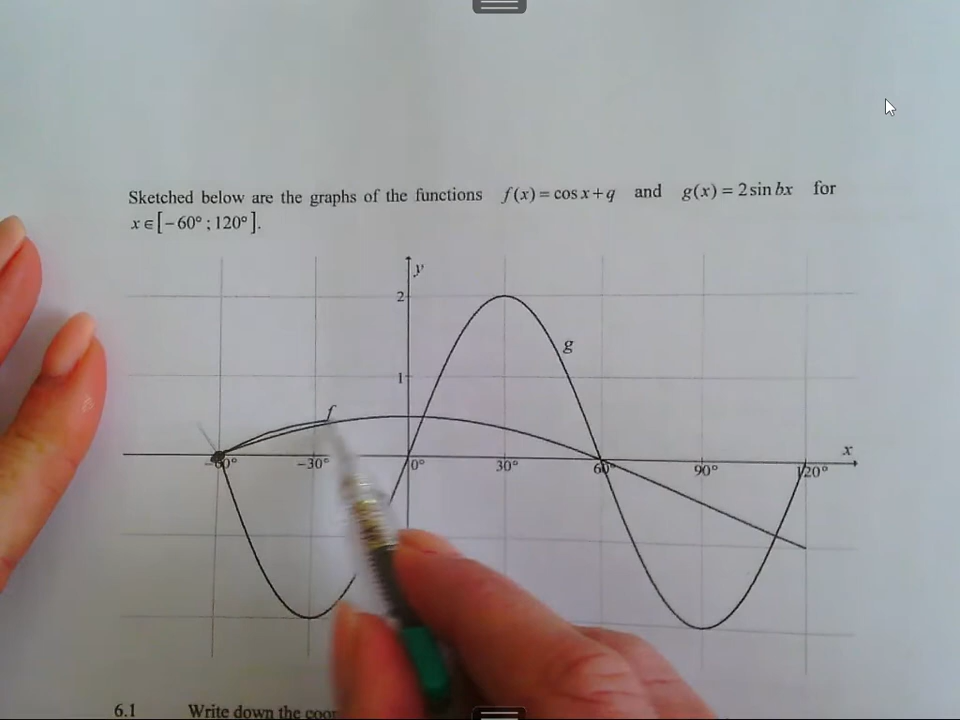 Sketched below are the graphs of the functions f(x) = cos x + q and g(x) = 2 sin bx for
x ∈ [−60° ; 120°].
y
2
g
1
f
x
−60° −30° 0° 30° 60° 90° 120°
6.1 Write down the